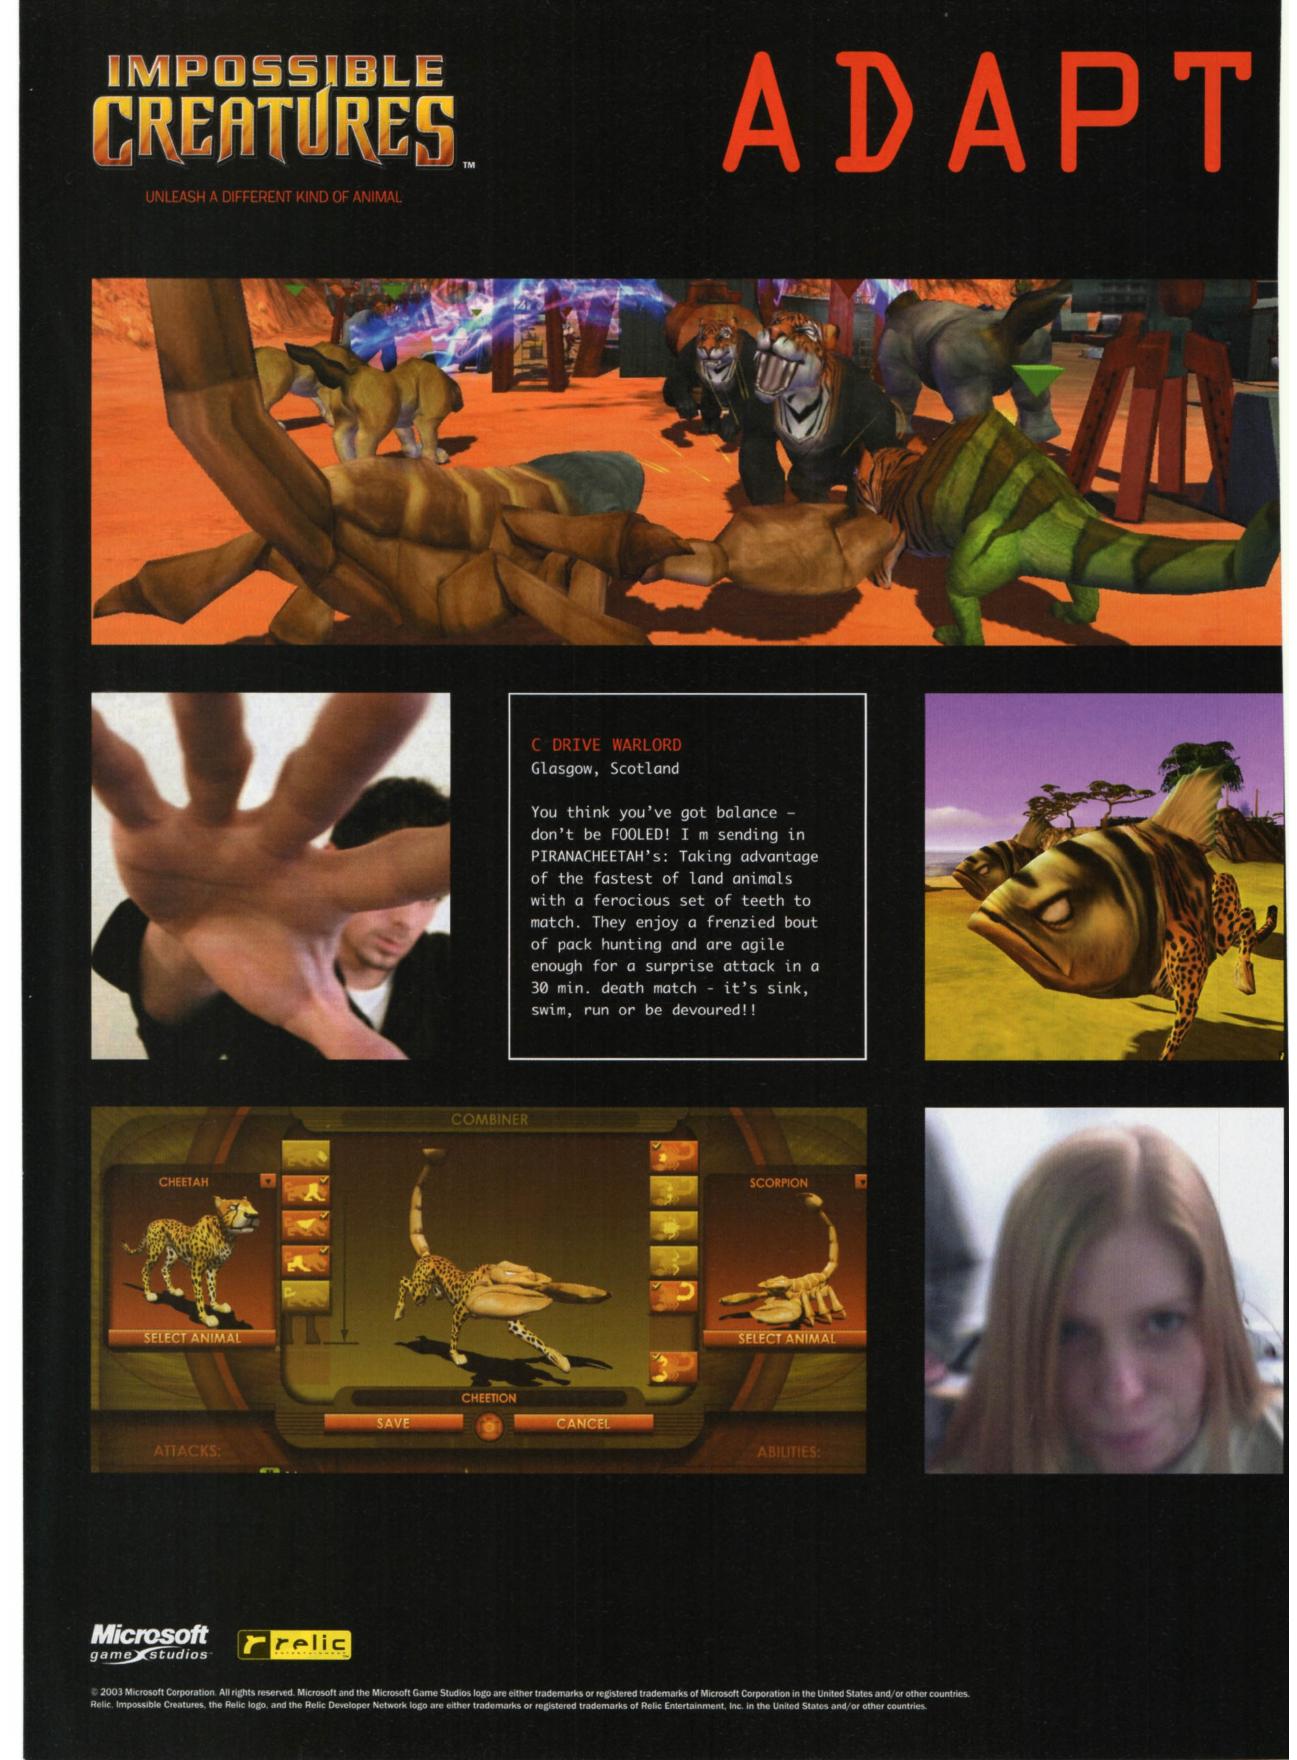 IMPOSSIBLE
CREATURES™
UNLEASH A DIFFERENT KIND OF ANIMAL
ADAPT
C DRIVE WARLORD
Glasgow, Scotland
You think you've got balance –
don't be FOOLED! I m sending in
PIRANACHEETAH's: Taking advantage
of the fastest of land animals
with a ferocious set of teeth to
match. They enjoy a frenzied bout
of pack hunting and are agile
enough for a surprise attack in a
30 min. death match - it's sink,
swim, run or be devoured!!
COMBINER
CHEETAH
SELECT ANIMAL
SCORPION
SELECT ANIMAL
CHEETION
SAVE
CANCEL
ATTACKS:
ABILITIES:
Microsoft
game studios
relic
© 2003 Microsoft Corporation. All rights reserved. Microsoft and the Microsoft Game Studios logo are either trademarks or registered trademarks of Microsoft Corporation in the United States and/or other countries.
Relic, Impossible Creatures, the Relic logo, and the Relic Developer Network logo are either trademarks or registered trademarks of Relic Entertainment, Inc. in the United States and/or other countries.